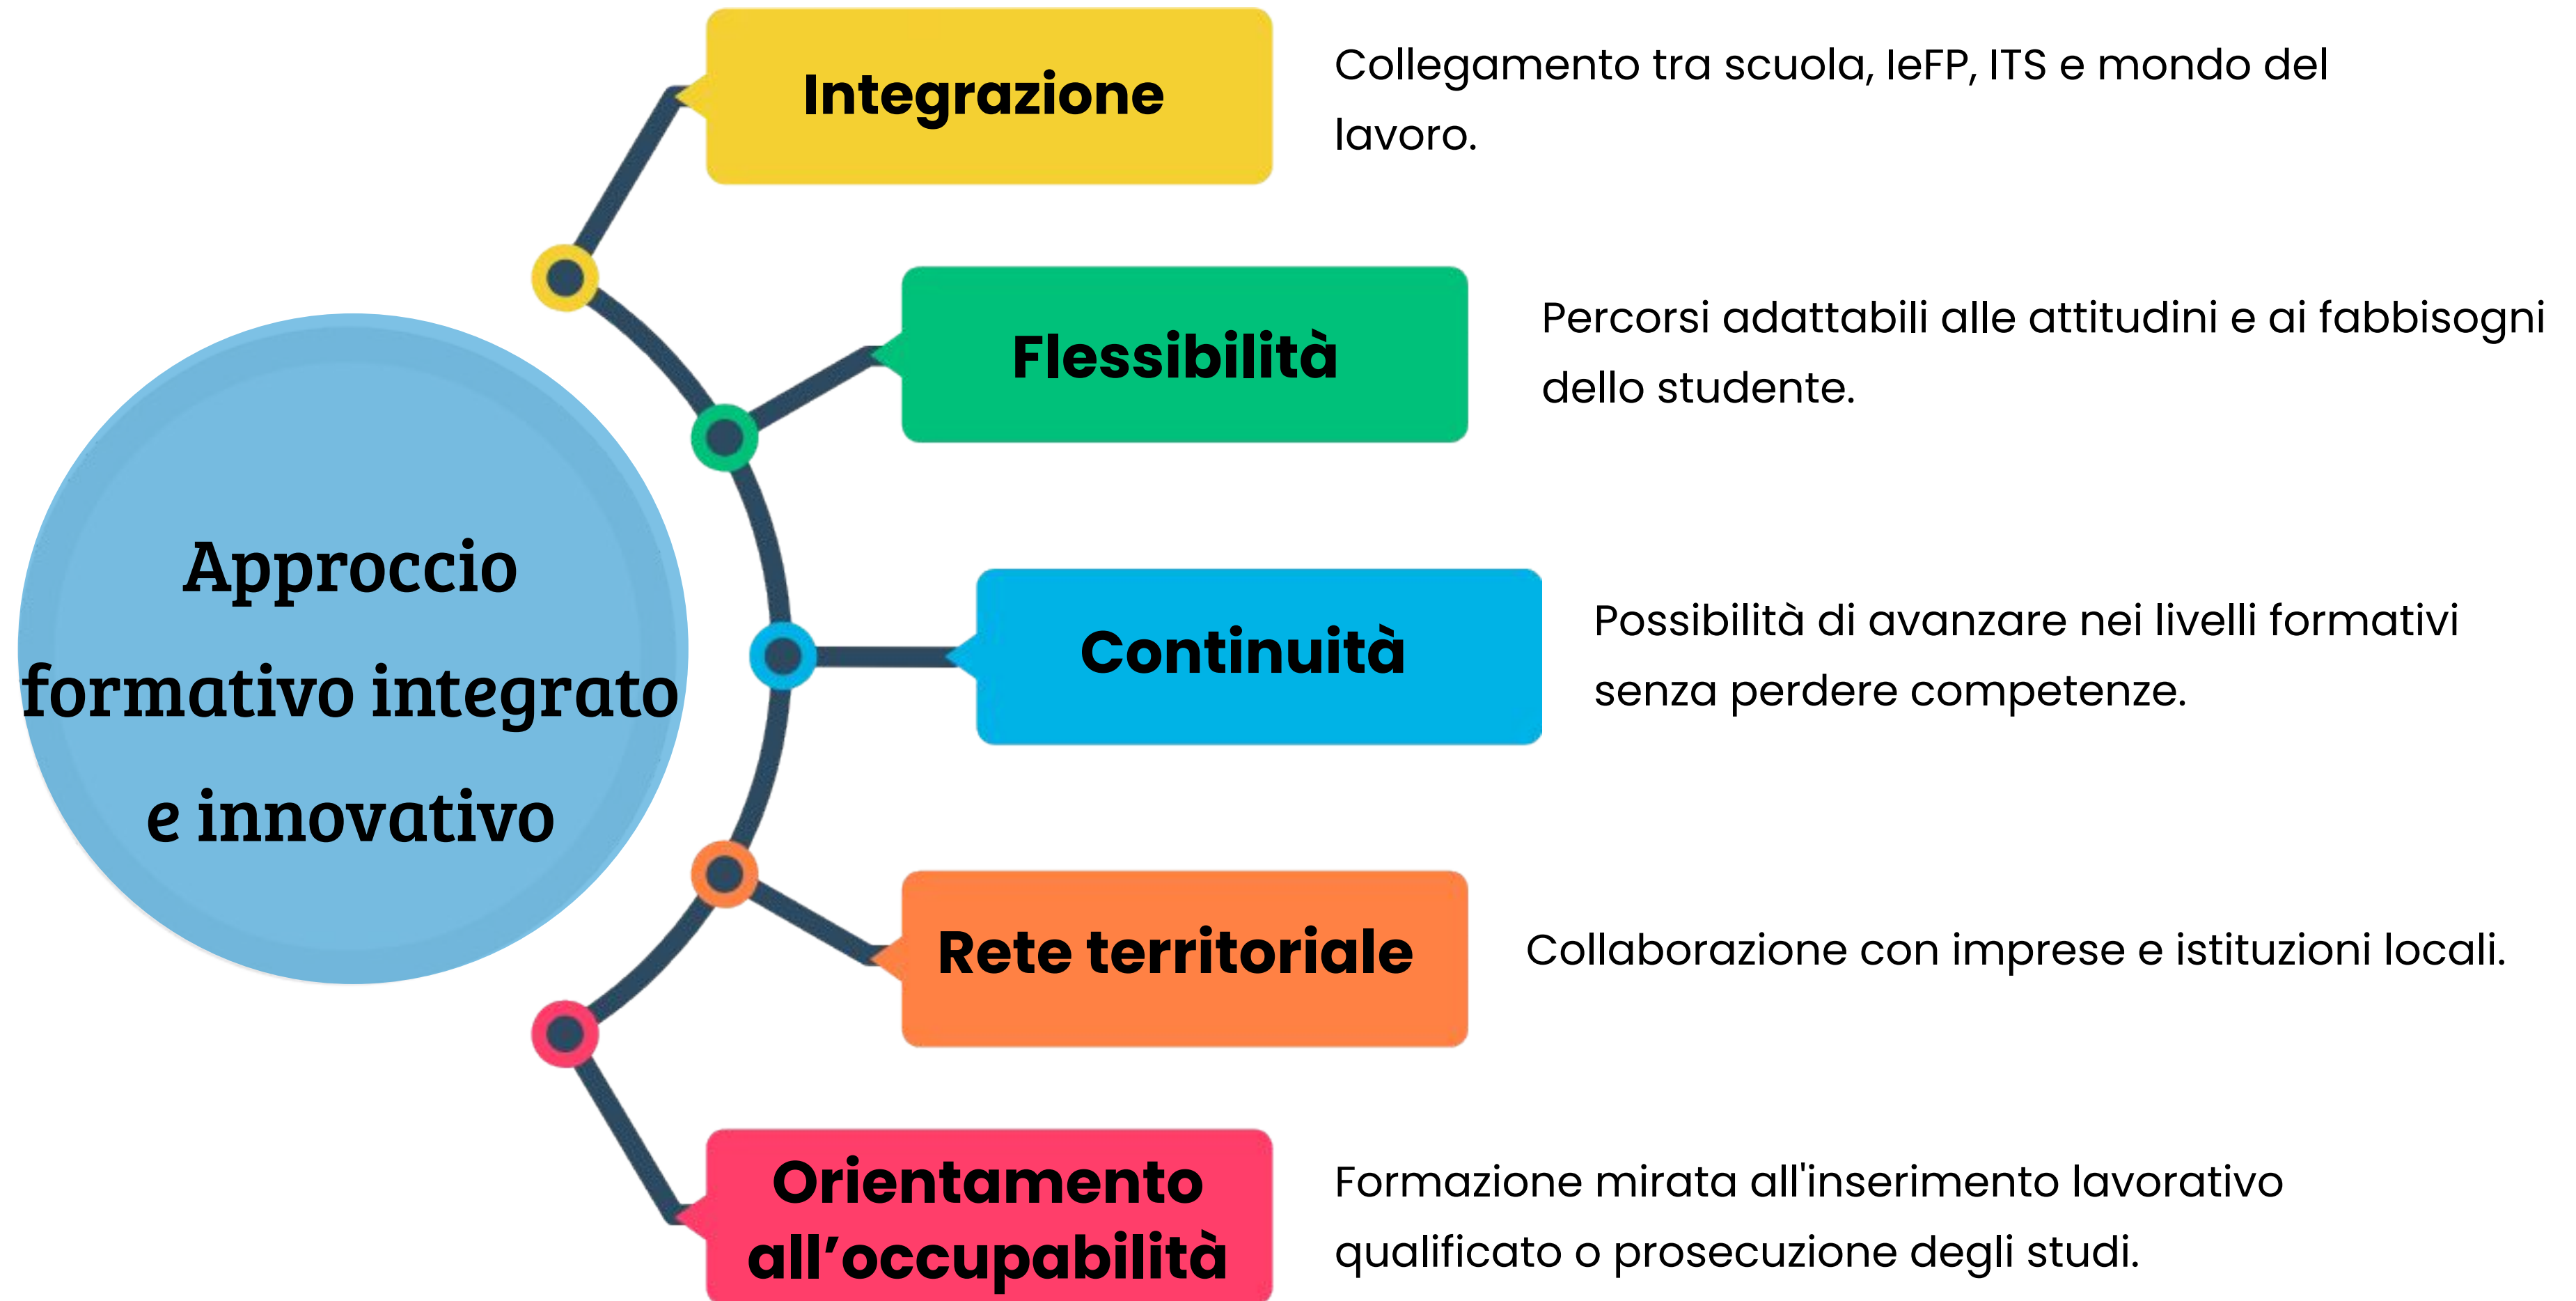 Approccio
formativo integrato
e innovativo
Integrazione
Collegamento tra scuola, IeFP, ITS e mondo del
lavoro.
Flessibilità
Percorsi adattabili alle attitudini e ai fabbisogni
dello studente.
Continuità
Possibilità di avanzare nei livelli formativi
senza perdere competenze.
Rete territoriale
Collaborazione con imprese e istituzioni locali.
Orientamento
all’occupabilità
Formazione mirata all'inserimento lavorativo
qualificato o prosecuzione degli studi.